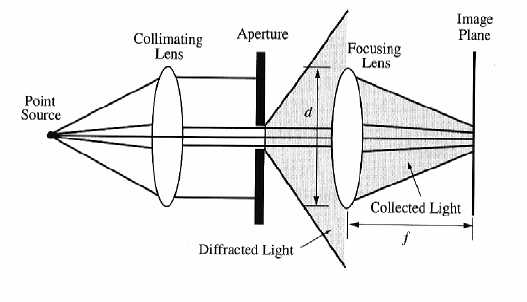 Image
Plane
Collimating
Lens
Aperture
Focusing
Lens
Point
Source
d
Collected Light
Diffracted Light
f